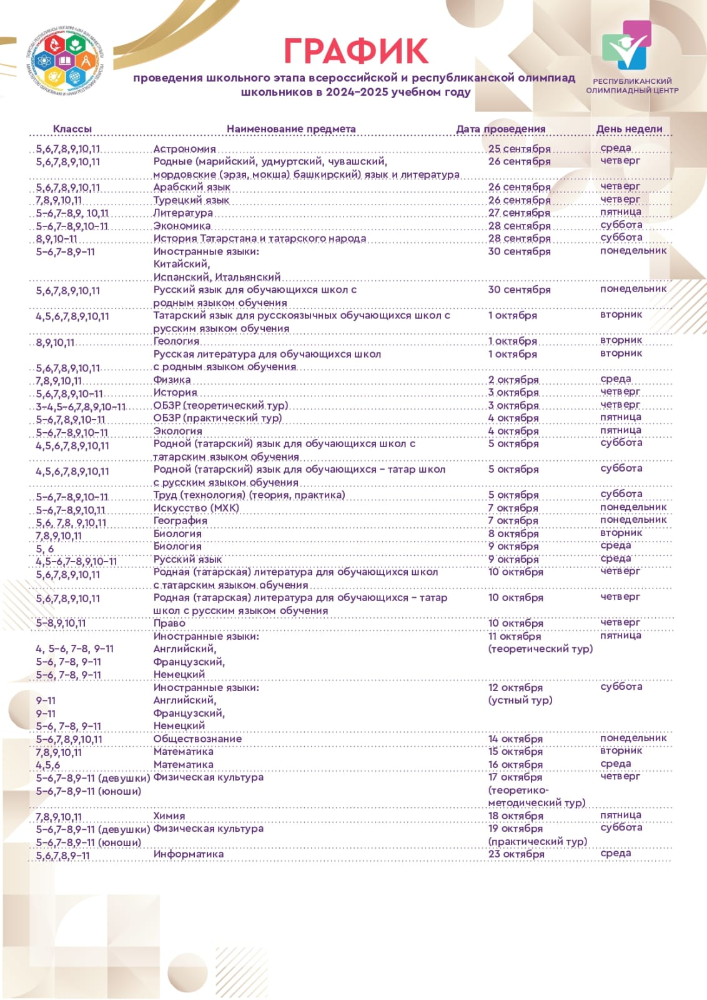 ГРАФИК
проведения школьного этапа всероссийской и республиканской олимпиад
школьников в 2024-2025 учебном году
РЕСПУБЛИКАНСКИЙ
ОЛИМПИАДНЫЙ ЦЕНТР
Классы Наименование предмета Дата проведения День недели
5,6,7,8,9,10,11 Астрономия 25 сентября среда
5,6,7,8,9,10,11 Родные (марийский, удмуртский, чувашский, 26 сентября четверг
мордовские (эрзя, мокша) башкирский) язык и литература
5,6,7,8,9,10,11 Арабский язык 26 сентября четверг
7,8,9,10,11 Турецкий язык 26 сентября четверг
5-6,7-8,9, 10,11 Литература 27 сентября пятница
5-6,7-8,9,10-11 Экономика 28 сентября суббота
8,9,10-11 История Татарстана и татарского народа 28 сентября суббота
5-6,7-8,9-11 Иностранные языки: 30 сентября понедельник
Китайский,
Испанский, Итальянский
5,6,7,8,9,10,11 Русский язык для обучающихся школ с 30 сентября понедельник
родным языком обучения
4,5,6,7,8,9,10,11 Татарский язык для русскоязычных обучающихся школ с 1 октября вторник
русским языком обучения
8,9,10,11 Геология 1 октября вторник
Русская литература для обучающихся школ 1 октября вторник
5,6,7,8,9,10,11 с родным языком обучения
7,8,9,10,11 Физика 2 октября среда
5,6,7,8,9,10-11 История 3 октября четверг
3-4,5-6,7,8,9,10-11 ОБЗР (теоретический тур) 3 октября четверг
5-6,7,8,9,10-11 ОБЗР (практический тур) 4 октября пятница
5-6,7-8,9,10-11 Экология 4 октября пятница
4,5,6,7,8,9,10,11 Родной (татарский) язык для обучающихся школ с 5 октября суббота
татарским языком обучения
4,5,6,7,8,9,10,11 Родной (татарский) язык для обучающихся - татар школ 5 октября суббота
с русским языком обучения
5-6,7-8,9,10-11 Труд (технология) (теория, практика) 5 октября суббота
5-6,7-8,9,10,11 Искусство (МХК) 7 октября понедельник
5,6, 7,8, 9,10,11 География 7 октября понедельник
7,8,9,10,11 Биология 8 октября вторник
5, 6 Биология 9 октября среда
4,5-6,7-8,9,10-11 Русский язык 9 октября среда
5,6,7,8,9,10,11 Родная (татарская) литература для обучающихся школ 10 октября четверг
с татарским языком обучения
5,6,7,8,9,10,11 Родная (татарская) литература для обучающихся - татар 10 октября четверг
школ с русским языком обучения
5-8,9,10,11 Право 10 октября четверг
Иностранные языки: 11 октября пятница
4, 5-6, 7-8, 9-11 Английский, (теоретический тур)
5-6, 7-8, 9-11 Французский,
5-6, 7-8, 9-11 Немецкий
Иностранные языки: 12 октября суббота
9-11 Английский, (устный тур)
9-11 Французский,
5-6, 7-8, 9-11 Немецкий
5-6,7,8,9,10,11 Обществознание 14 октября понедельник
7,8,9,10,11 Математика 15 октября вторник
4,5,6 Математика 16 октября среда
5-6,7-8,9-11 (девушки) Физическая культура 17 октября четверг
5-6,7-8,9-11 (юноши) (теоретико-
методический тур)
7,8,9,10,11 Химия 18 октября пятница
5-6,7-8,9-11 (девушки) Физическая культура 19 октября суббота
5-6,7-8,9-11 (юноши) (практический тур)
5,6,7,8,9-11 Информатика 23 октября среда